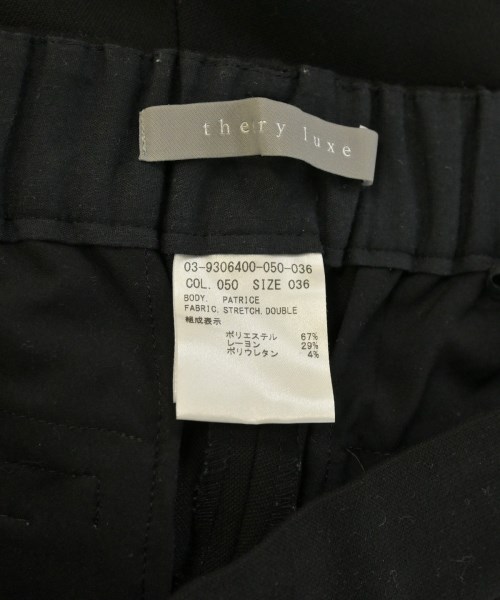 theory luxe
03-9306400-050-036
COL. 050 SIZE 036
BODY. PATRICE
FABRIC. STRETCH. DOUBLE
組成表示
ポリエステル 67%
レーヨン 29%
ポリウレタン 4%